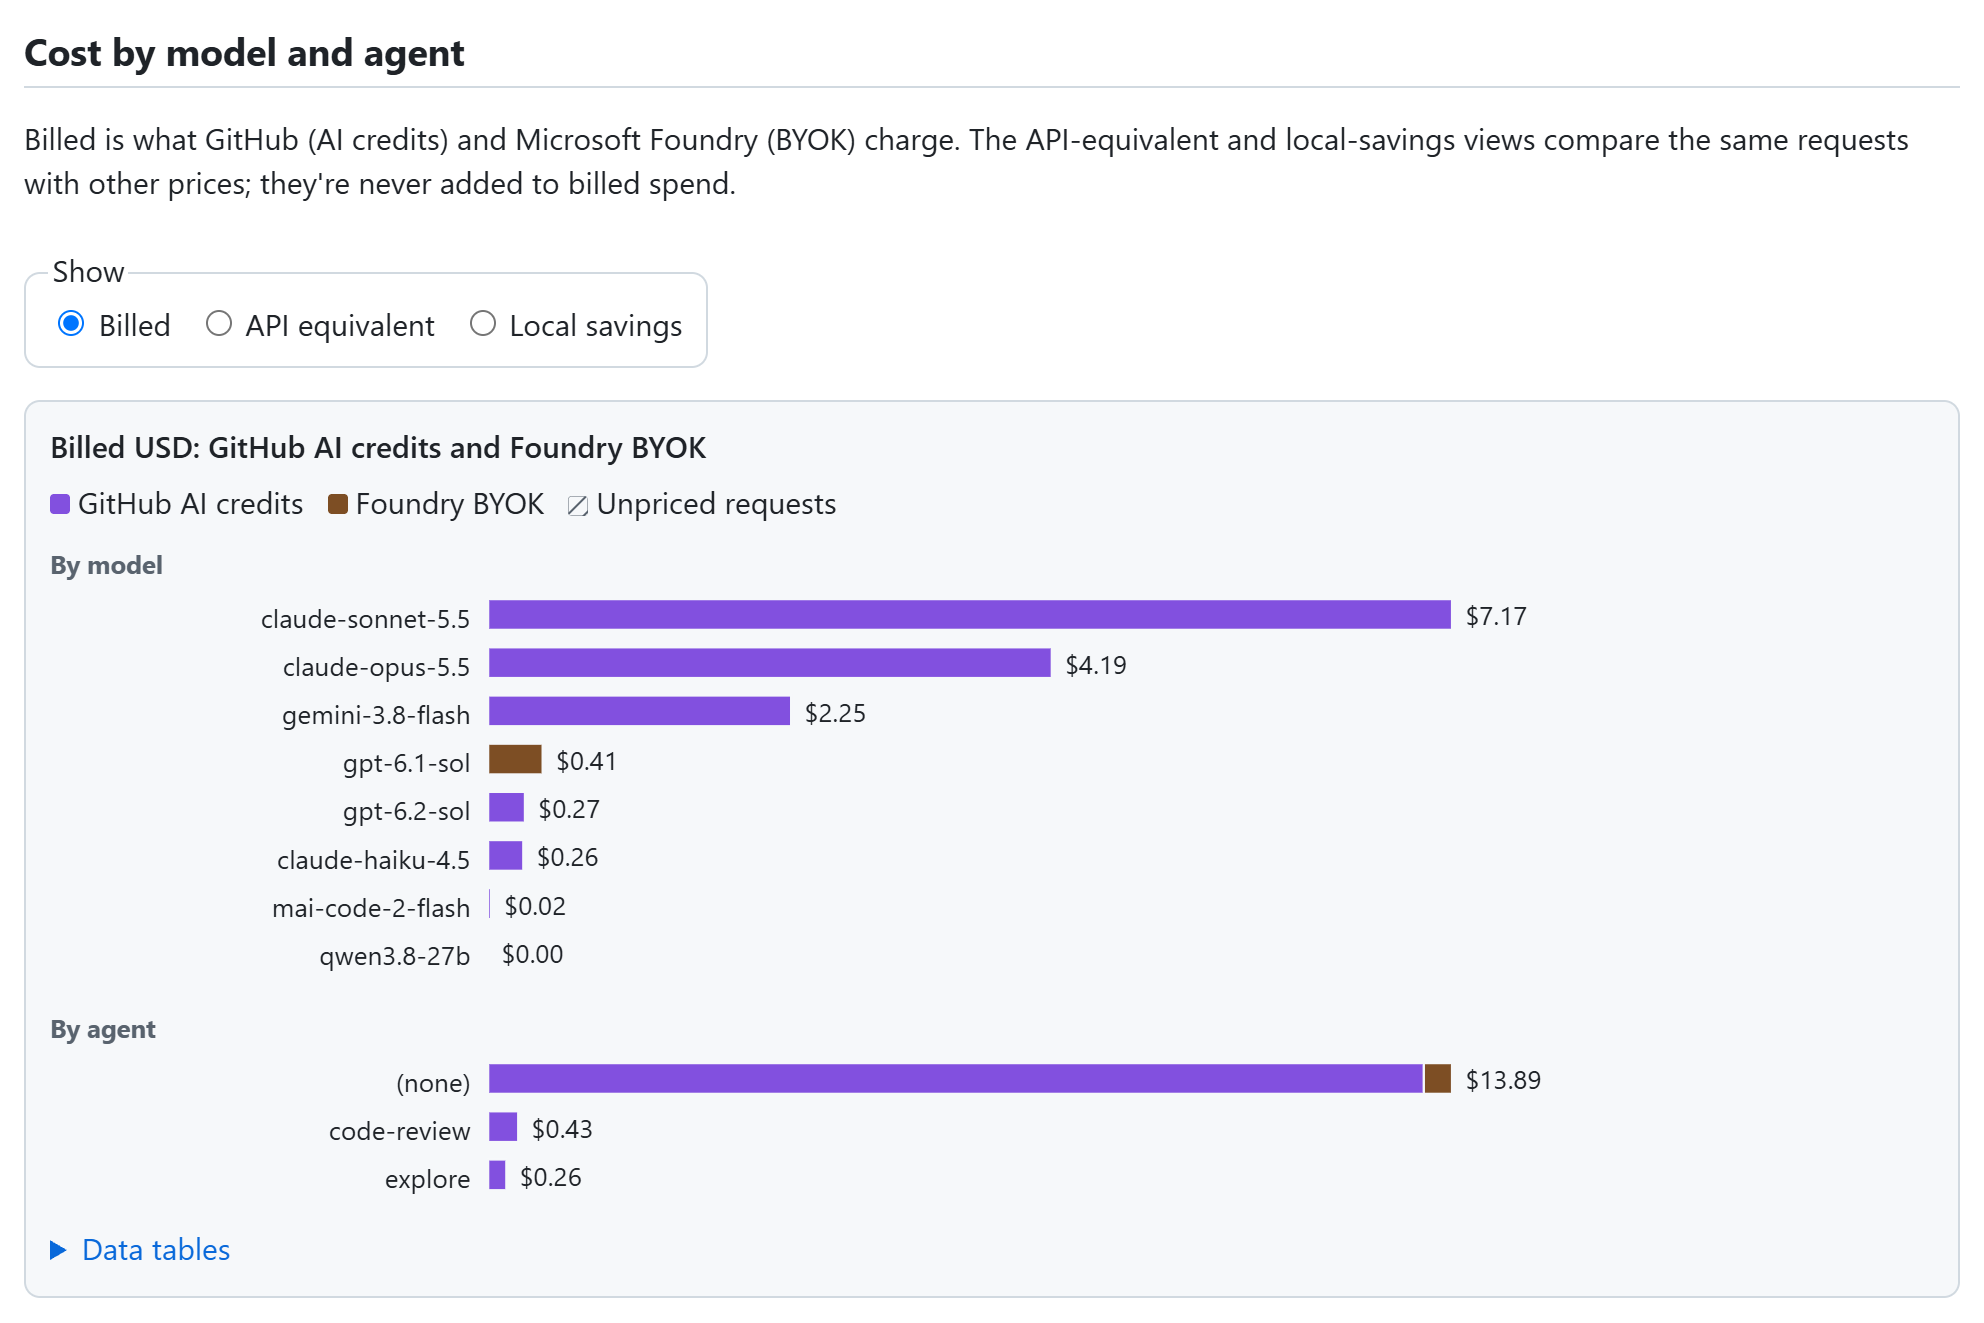 Cost by model and agent
Billed is what GitHub (AI credits) and Microsoft Foundry (BYOK) charge. The API-equivalent and local-savings views compare the same requests
with other prices; they're never added to billed spend.
Show
Billed API equivalent Local savings
Billed USD: GitHub AI credits and Foundry BYOK
GitHub AI credits Foundry BYOK Unpriced requests
By model
claude-sonnet-5.5 $7.17
claude-opus-5.5 $4.19
gemini-3.8-flash $2.25
gpt-6.1-sol $0.41
gpt-6.2-sol $0.27
claude-haiku-4.5 $0.26
mai-code-2-flash $0.02
qwen3.8-27b $0.00
By agent
(none) $13.89
code-review $0.43
explore $0.26
Data tables